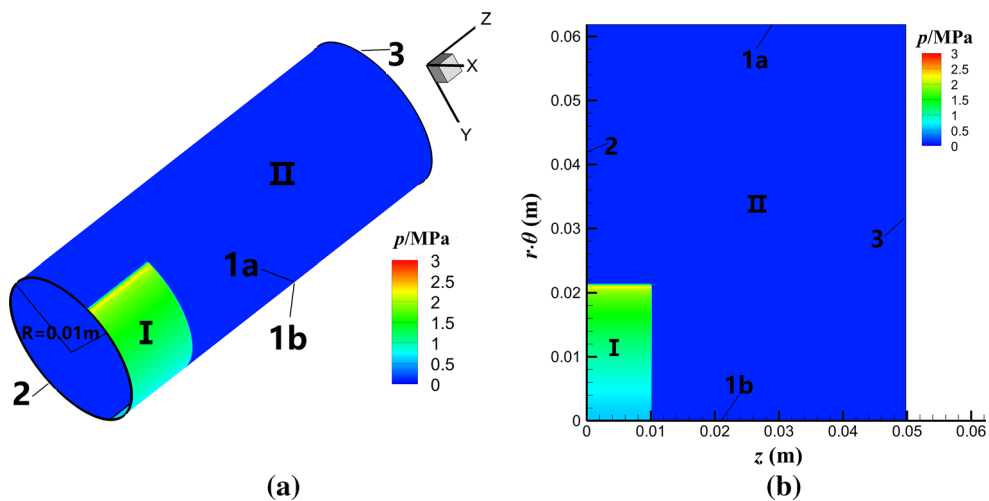 Z
X
Y
3
II
p/MPa
3
2.5
2
1.5
1
0.5
0
1a
1b
R=0.01m
I
2
(a)
p/MPa
3
2.5
2
1.5
1
0.5
0
0.06
0.05
0.04
0.03
0.02
0.01
0
r·θ (m)
1a
2
II
3
I
1b
0 0.01 0.02 0.03 0.04 0.05 0.06
z (m)
(b)